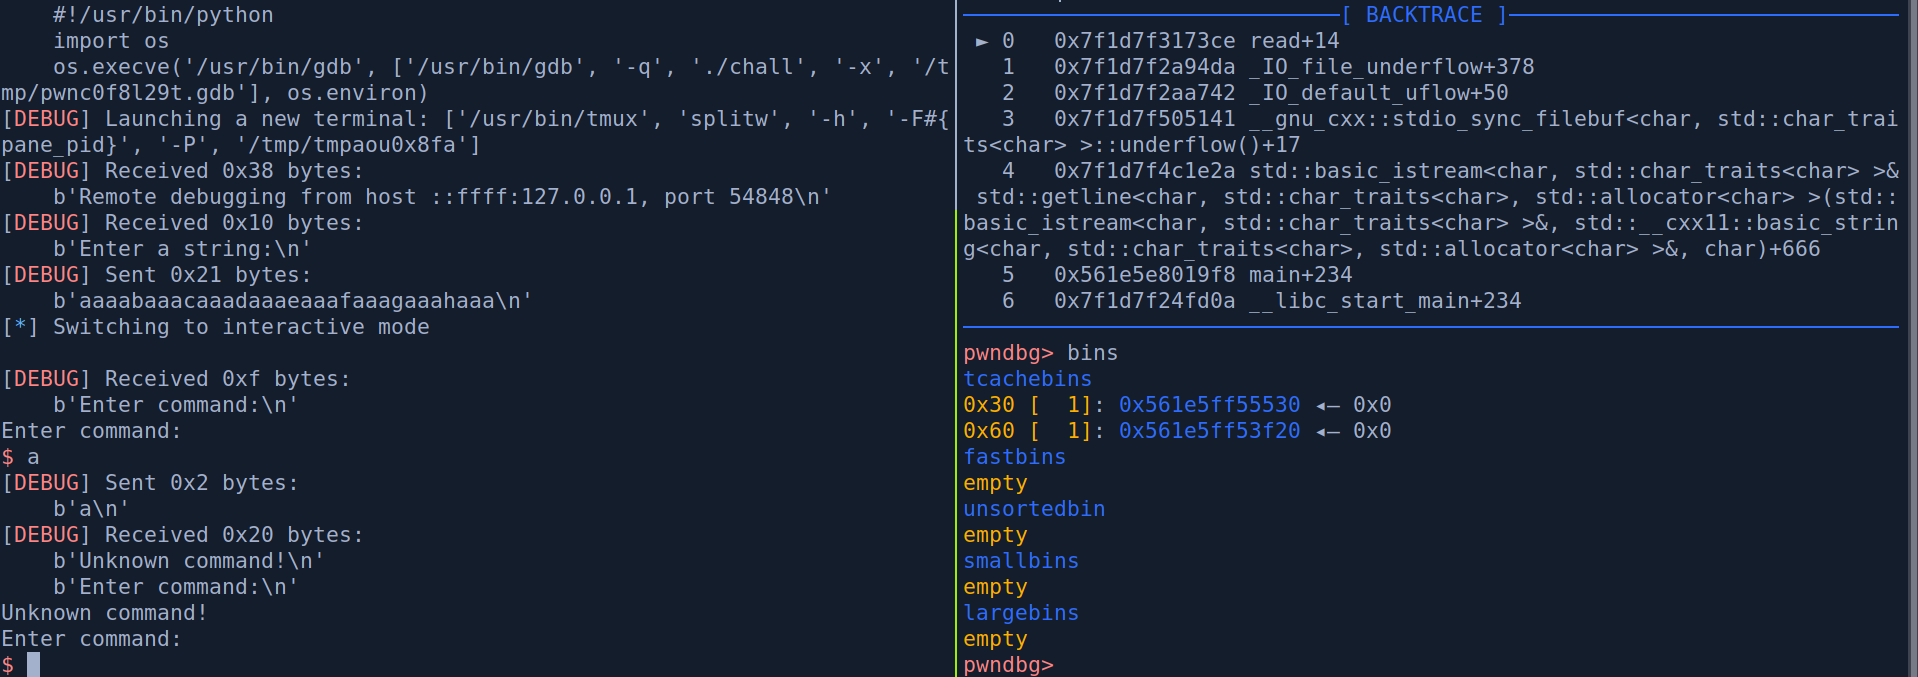 #!/usr/bin/python
import os
os.execve('/usr/bin/gdb', ['/usr/bin/gdb', '-q', './chall', '-x', '/t
mp/pwnc0f8l29t.gdb'], os.environ)
[DEBUG] Launching a new terminal: ['/usr/bin/tmux', 'splitw', '-h', '-F#{
pane_pid}', '-P', '/tmp/tmpaou0x8fa']
[DEBUG] Received 0x38 bytes:
b'Remote debugging from host ::ffff:127.0.0.1, port 54848\n'
[DEBUG] Received 0x10 bytes:
b'Enter a string:\n'
[DEBUG] Sent 0x21 bytes:
b'aaaabaaacaaadaaaeaaafaaagaaahaaa\n'
[*] Switching to interactive mode
[DEBUG] Received 0xf bytes:
b'Enter command:\n'
Enter command:
$ a
[DEBUG] Sent 0x2 bytes:
b'a\n'
[DEBUG] Received 0x20 bytes:
b'Unknown command!\n'
b'Enter command:\n'
Unknown command!
Enter command:
$
[ BACKTRACE ]
► 0   0x7f1d7f3173ce read+14
1   0x7f1d7f2a94da _IO_file_underflow+378
2   0x7f1d7f2aa742 _IO_default_uflow+50
3   0x7f1d7f505141 __gnu_cxx::stdio_sync_filebuf<char, std::char_trai
ts<char> >::underflow()+17
4   0x7f1d7f4c1e2a std::basic_istream<char, std::char_traits<char> >&
std::getline<char, std::char_traits<char>, std::allocator<char> >(std::
basic_istream<char, std::char_traits<char> >&, std::__cxx11::basic_strin
g<char, std::char_traits<char>, std::allocator<char> >&, char)+666
5   0x561e5e8019f8 main+234
6   0x7f1d7f24fd0a __libc_start_main+234
pwndbg> bins
tcachebins
0x30 [  1]: 0x561e5ff55530 ◂— 0x0
0x60 [  1]: 0x561e5ff53f20 ◂— 0x0
fastbins
empty
unsortedbin
empty
smallbins
empty
largebins
empty
pwndbg>